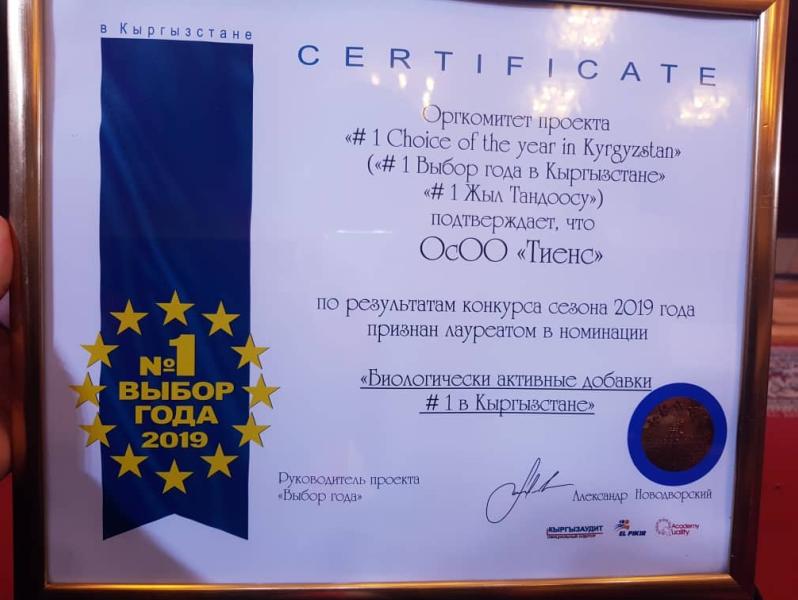 в Кыргызстане
CERTIFICATE
Оргкомитет проекта
«# 1 Choice of the year in Kyrgyzstan»
(«# 1 Выбор года в Кыргызстане»
«# 1 Жыл Тандоосу»)
подтверждает, что
ОсОО «Тиенс»
по результатам конкурса сезона 2019 года
признан лауреатом в номинации
«Биологически активные добавки
# 1 в Кыргызстане»
№1
ВЫБОР
ГОДА
2019
Руководитель проекта
«Выбор года»
Александр Новодворский
КЫРГЫЗАУДИТ
EL PIKIR
Academy
Quality